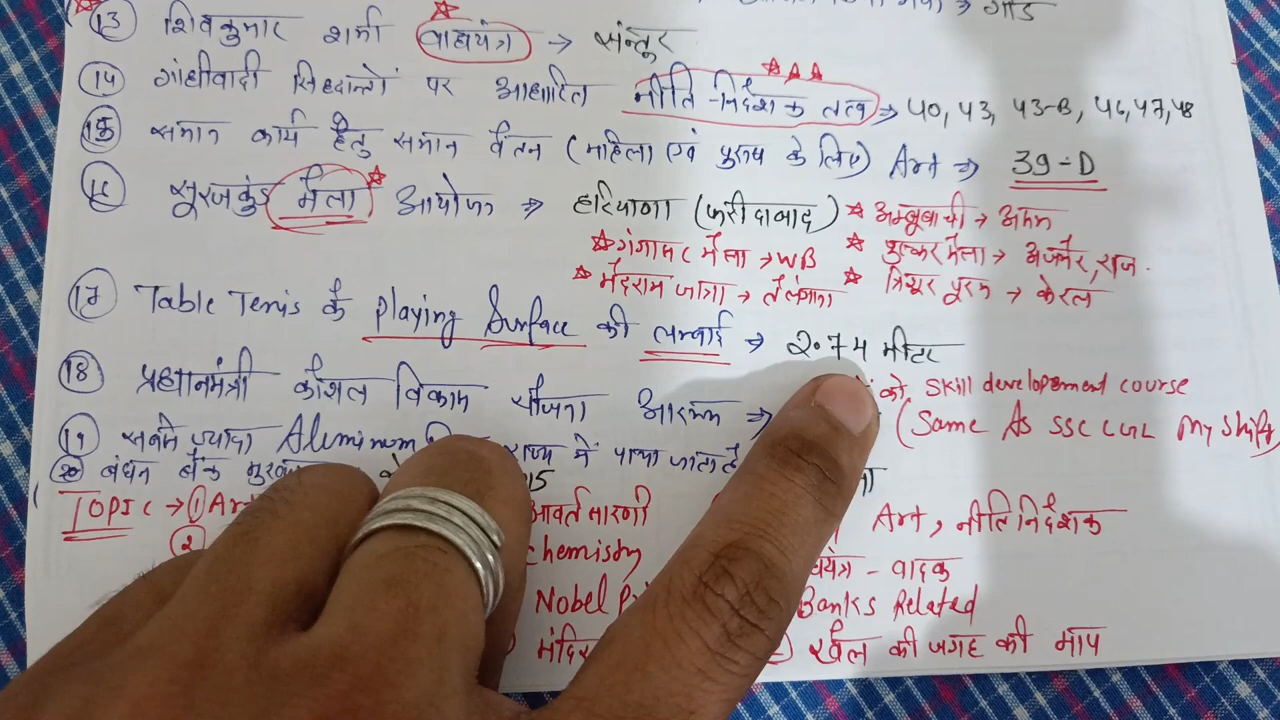 → गोंड
(13) शिवकुमार शर्मा वाद्ययंत्र → सन्तूर
(14) गांधीवादी सिध्दान्तों पर आधारित नीति-निर्देशक तत्व ⇒ 40, 43, 43-B, 46, 47, 48
(15) समान कार्य हेतु समान वेतन (महिला एवं पुरुष के लिए) Art ⇒ 39-D
सूरजकुंड मेला आयोजन ⇒ हरियाणा (फरीदाबाद) ☆ अम्बूबाची → असम
☆ गंगासागर मेला → WB ☆ पुष्कर मेला → अजमेर, राज.
☆ मेदाराम जात्रा → तेलंगाना ☆ त्रिशूर पूरम → केरल
(17) Table Tenis के Playing Surface की लम्बाई ⇒ 2.74 मीटर
(18) प्रधानमंत्री कौशल विकास योजना आरम्भ ⇒ को Skill development course
(Same As SSC CGL My Shift
(19) सबसे ज्यादा Aluminum राज्य में पाया जाता है
(20) बंधन बैंक 15
TOPIC → (1) Art आवर्त सारणी Art, नीति निर्देशक
(2) chemistry वादक
Nobel Banks Related
मंदिर खेल की जगह की माप